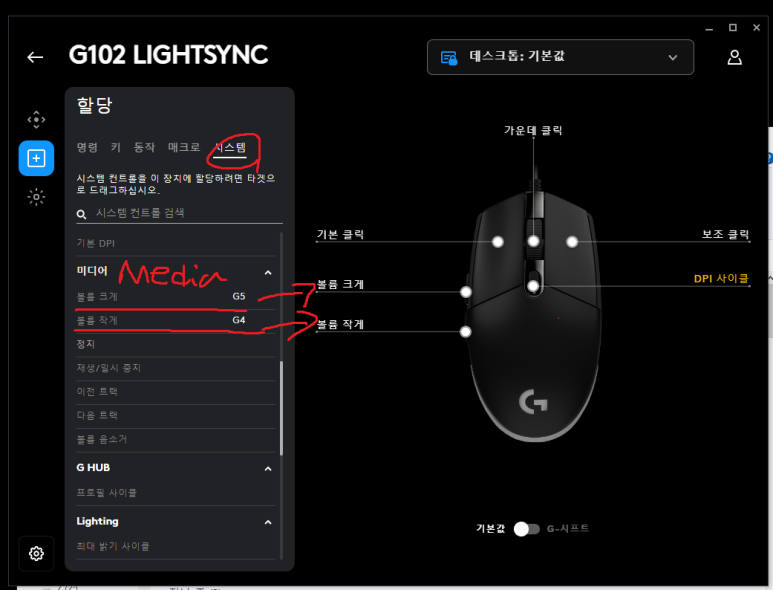 G102 LIGHTSYNC
데스크톱: 기본값
할당
명령 키 동작 매크로 시스템
시스템 컨트롤을 이 장치에 할당하려면 타겟으
로 드래그하십시오.
시스템 컨트롤 검색
기본 DPI
미디어 Media
볼륨 크게 G5
볼륨 작게 G4
정지
재생/일시 중지
이전 트랙
다음 트랙
볼륨 음소거
G HUB
프로필 사이클
Lighting
최대 밝기 사이클
가운데 클릭
기본 클릭
보조 클릭
볼륨 크게
DPI 사이클
볼륨 작게
G
기본값 G-시프트